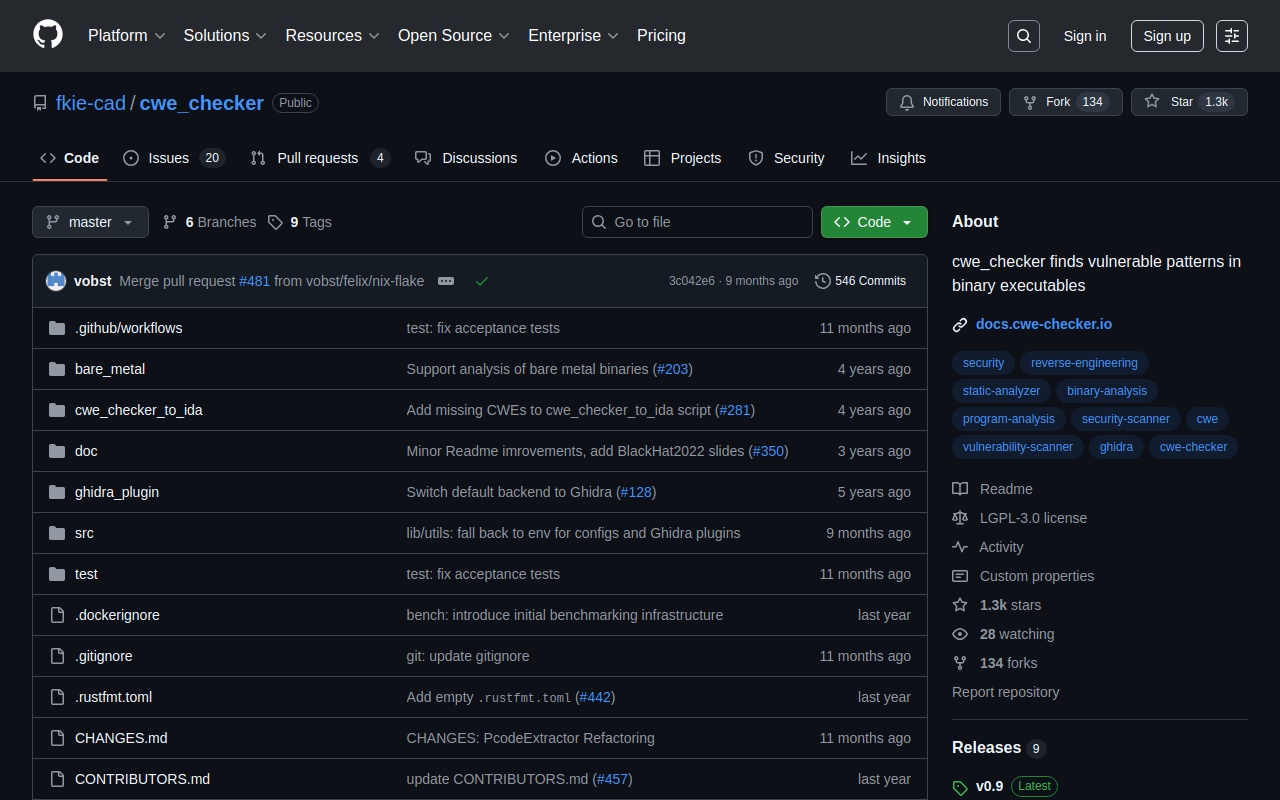 Platform Solutions Resources Open Source Enterprise Pricing Sign in Sign up
fkie-cad / cwe_checker Public Notifications Fork 134 Star 1.3k
Code Issues 20 Pull requests 4 Discussions Actions Projects Security Insights
master 6 Branches 9 Tags Go to file Code
vobst Merge pull request #481 from vobst/felix/nix-flake 3c042e6 · 9 months ago 546 Commits
.github/workflows test: fix acceptance tests 11 months ago
bare_metal Support analysis of bare metal binaries (#203) 4 years ago
cwe_checker_to_ida Add missing CWEs to cwe_checker_to_ida script (#281) 4 years ago
doc Minor Readme imrovements, add BlackHat2022 slides (#350) 3 years ago
ghidra_plugin Switch default backend to Ghidra (#128) 5 years ago
src lib/utils: fall back to env for configs and Ghidra plugins 9 months ago
test test: fix acceptance tests 11 months ago
.dockerignore bench: introduce initial benchmarking infrastructure last year
.gitignore git: update gitignore 11 months ago
.rustfmt.toml Add empty .rustfmt.toml (#442) last year
CHANGES.md CHANGES: PcodeExtractor Refactoring 11 months ago
CONTRIBUTORS.md update CONTRIBUTORS.md (#457) last year
About
cwe_checker finds vulnerable patterns in
binary executables
docs.cwe-checker.io
security reverse-engineering
static-analyzer binary-analysis
program-analysis security-scanner cwe
vulnerability-scanner ghidra cwe-checker
Readme
LGPL-3.0 license
Activity
Custom properties
1.3k stars
28 watching
134 forks
Report repository
Releases 9
v0.9 Latest